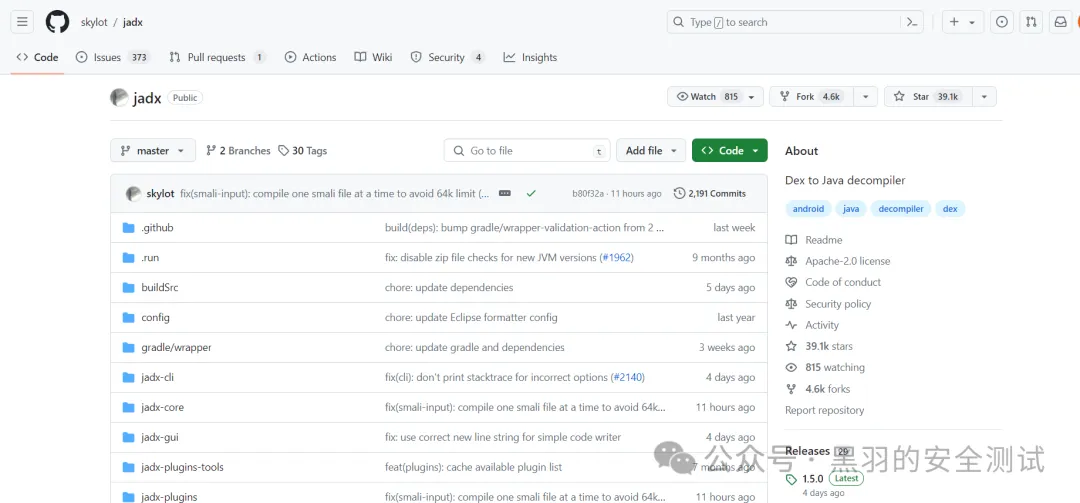 skylot / jadx Type / to search
Code Issues 373 Pull requests 1 Actions Wiki Security 4 Insights
jadx Public Watch 815 Fork 4.6k Star 39.1k
master 2 Branches 30 Tags Go to file t Add file Code
skylot fix(smali-input): compile one smali file at a time to avoid 64k limit (... b80f32a · 11 hours ago 2,191 Commits
.github build(deps): bump gradle/wrapper-validation-action from 2 ... last week
.run fix: disable zip file checks for new JVM versions (#1962) 9 months ago
buildSrc chore: update dependencies 5 days ago
config chore: update Eclipse formatter config last year
gradle/wrapper chore: update gradle and dependencies 3 weeks ago
jadx-cli fix(cli): don't print stacktrace for incorrect options (#2140) 4 days ago
jadx-core fix(smali-input): compile one smali file at a time to avoid 64k... 11 hours ago
jadx-gui fix: use correct new line string for simple code writer 4 days ago
jadx-plugins-tools feat(plugins): cache available plugin list 7 months ago
jadx-plugins fix(smali-input): compile one smali file at a time to avoid 64k... 11 hours ago
About
Dex to Java decompiler
android java decompiler dex
Readme
Apache-2.0 license
Code of conduct
Security policy
Activity
39.1k stars
815 watching
4.6k forks
Report repository
Releases 29
1.5.0 Latest
4 days ago
公众号 · 黑羽的安全测试